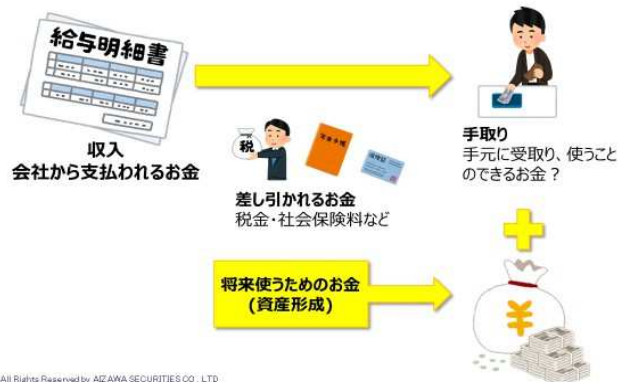 給与明細書
収入
会社から支払われるお金
税
年金手帳
差し引かれるお金
税金・社会保険料など
手取り
手元に受取り、使うこと
のできるお金？
将来使うためのお金
(資産形成)
¥
All Rights Reserved by AIZAWA SECURITIES CO., LTD